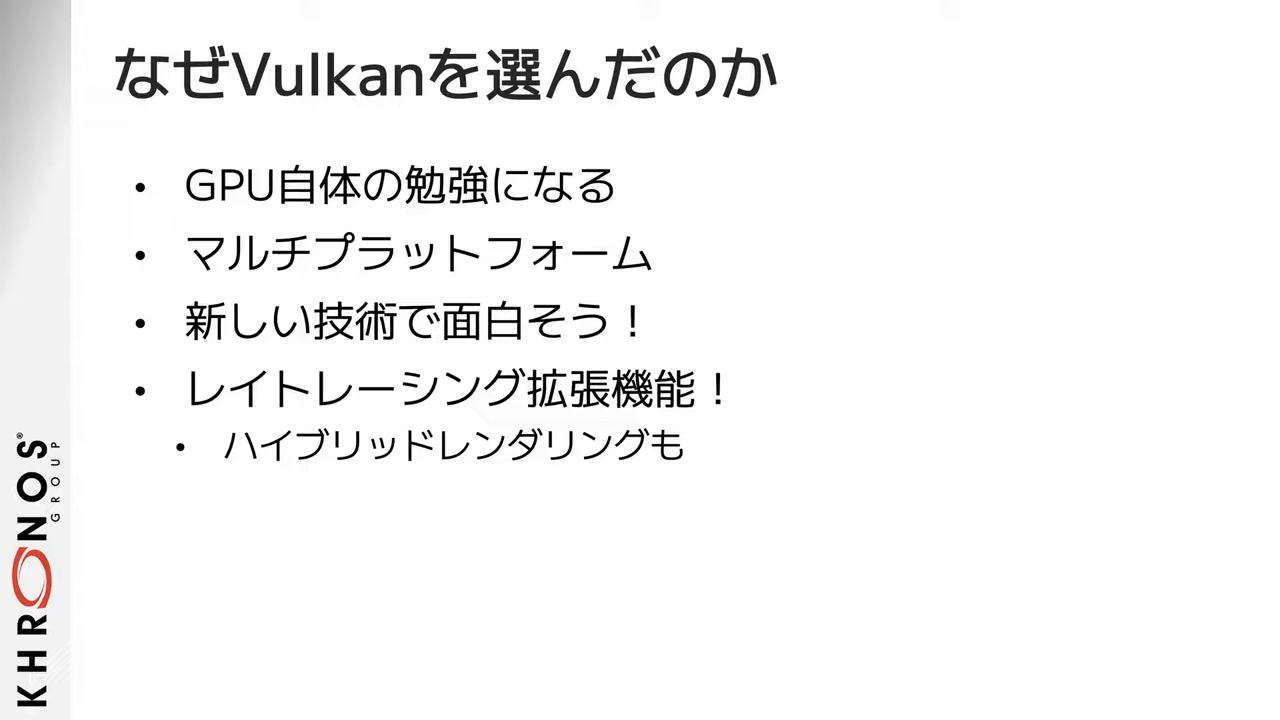 なぜVulkanを選んだのか
• GPU自体の勉強になる
• マルチプラットフォーム
• 新しい技術で面白そう！
• レイトレーシング拡張機能！
• ハイブリッドレンダリングも
KHRONOS®
GROUP